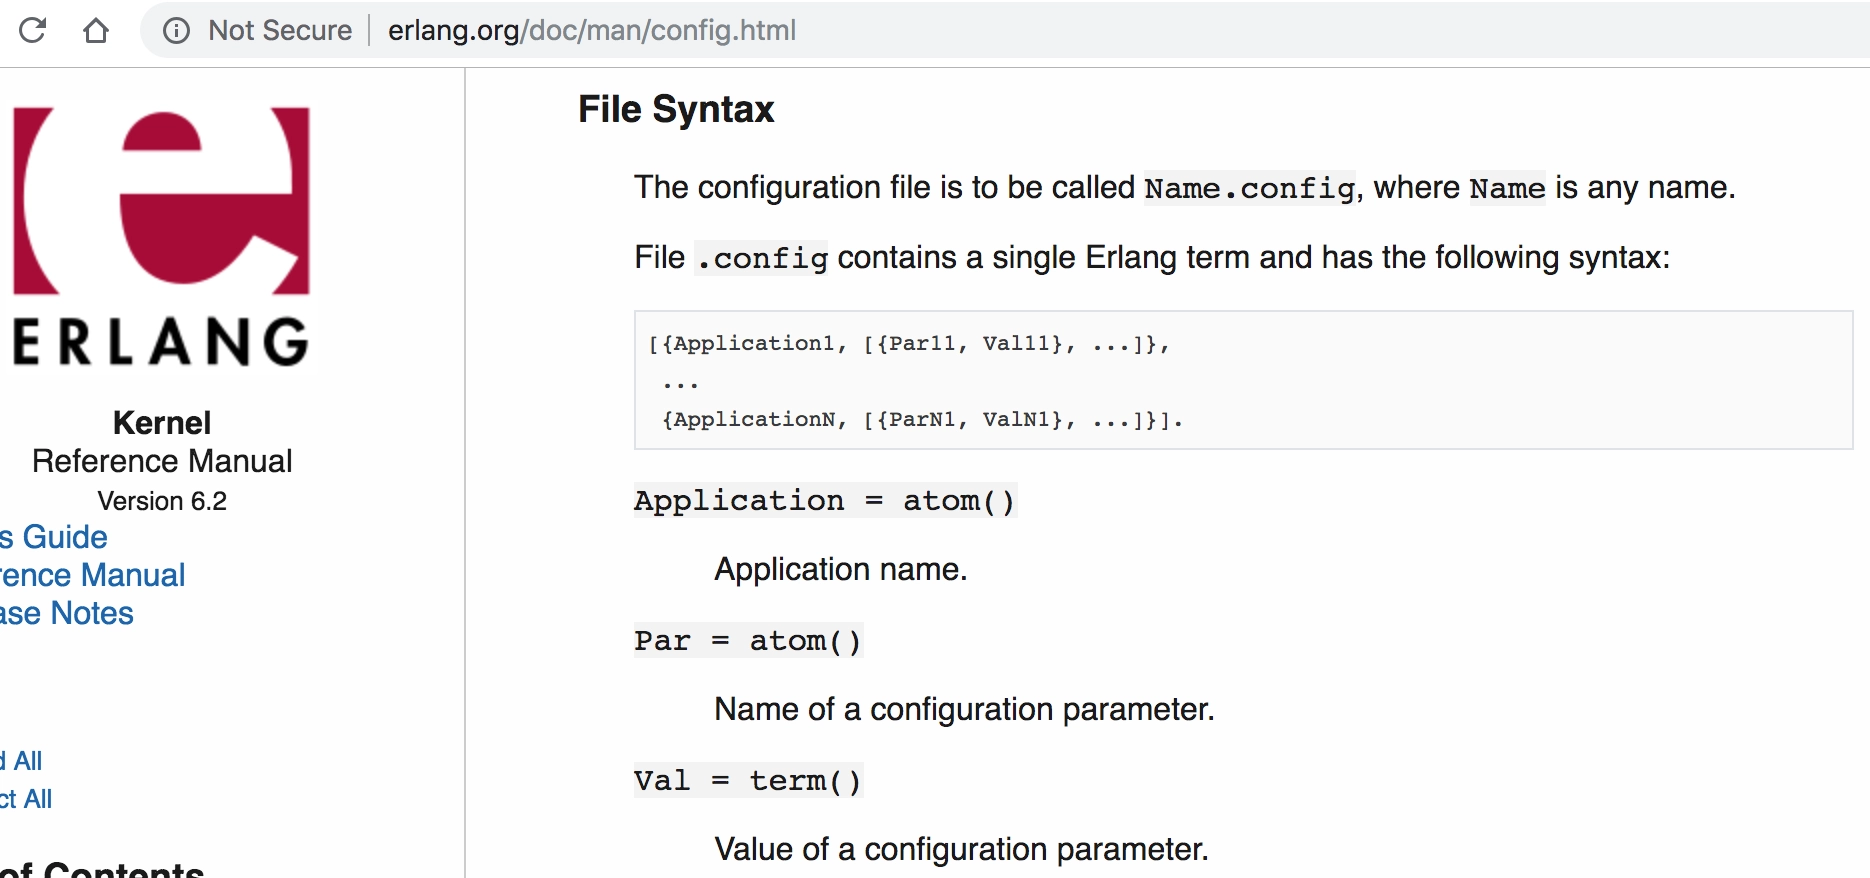 Not Secure | erlang.org/doc/man/config.html
ERLANG
Kernel
Reference Manual
Version 6.2
s Guide
rence Manual
ase Notes
d All
ct All
of Contents
File Syntax
The configuration file is to be called Name.config, where Name is any name.
File .config contains a single Erlang term and has the following syntax:
[{Application1, [{Par11, Val11}, ...]},
...
{ApplicationN, [{ParN1, ValN1}, ...]}].
Application = atom()
Application name.
Par = atom()
Name of a configuration parameter.
Val = term()
Value of a configuration parameter.